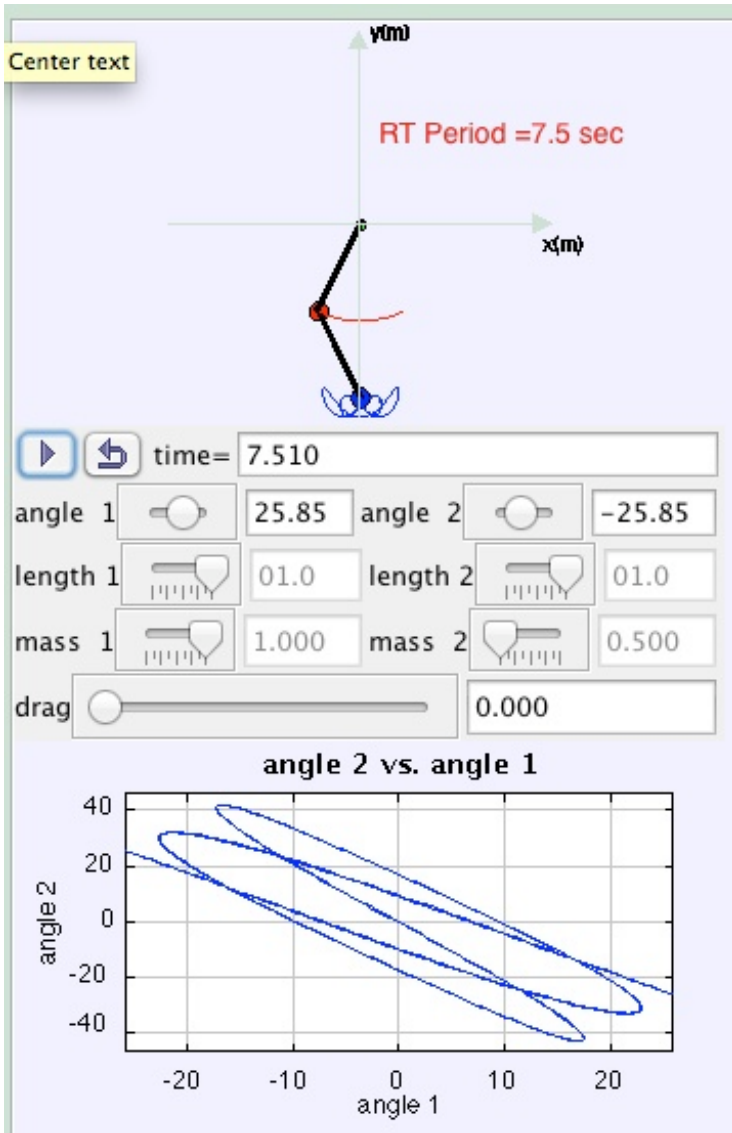 y(m)
Center text
RT Period =7.5 sec
x(m)
time= 7.510
angle 1 25.85 angle 2 -25.85
length 1 01.0 length 2 01.0
mass 1 1.000 mass 2 0.500
drag 0.000
angle 2 vs. angle 1
40
20
0
-20
-40
angle 2
-20 -10 0 10 20
angle 1